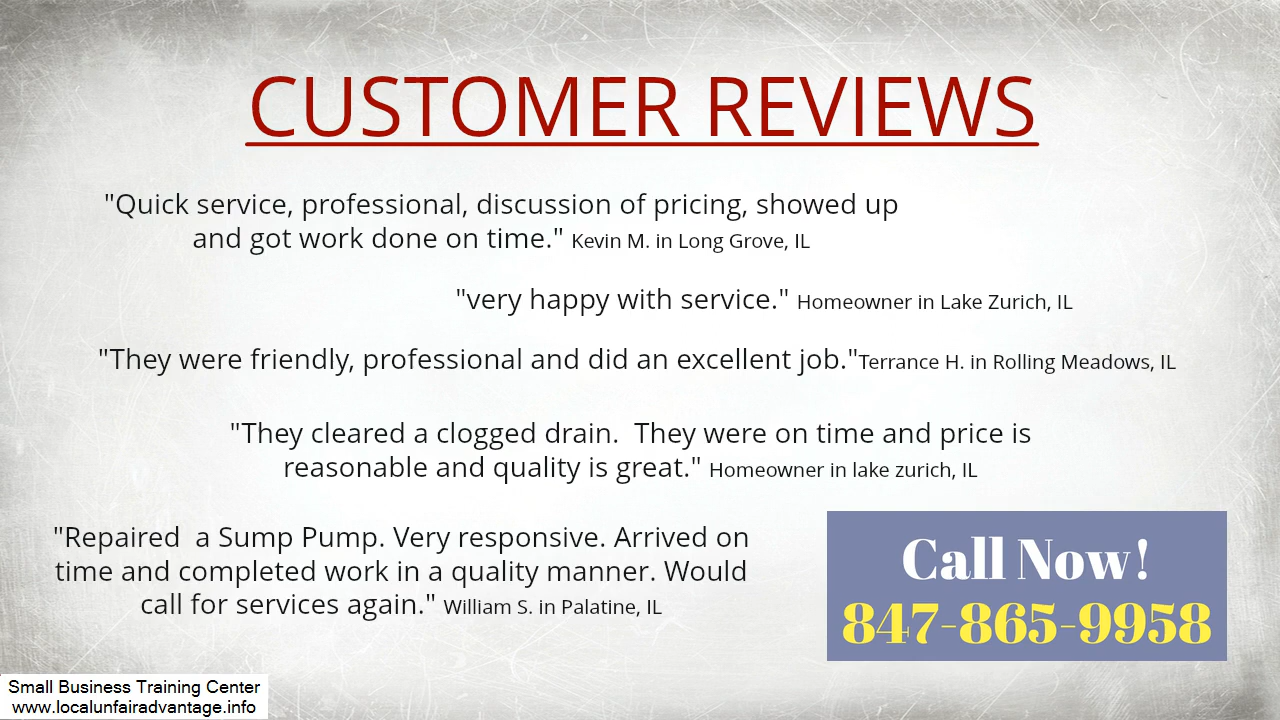 CUSTOMER REVIEWS
"Quick service, professional, discussion of pricing, showed up
and got work done on time." Kevin M. in Long Grove, IL
"very happy with service." Homeowner in Lake Zurich, IL
"They were friendly, professional and did an excellent job."Terrance H. in Rolling Meadows, IL
"They cleared a clogged drain.  They were on time and price is
reasonable and quality is great." Homeowner in lake zurich, IL
"Repaired  a Sump Pump. Very responsive. Arrived on
time and completed work in a quality manner. Would
call for services again." William S. in Palatine, IL
Call Now!
847-865-9958
Small Business Training Center
www.localunfairadvantage.info